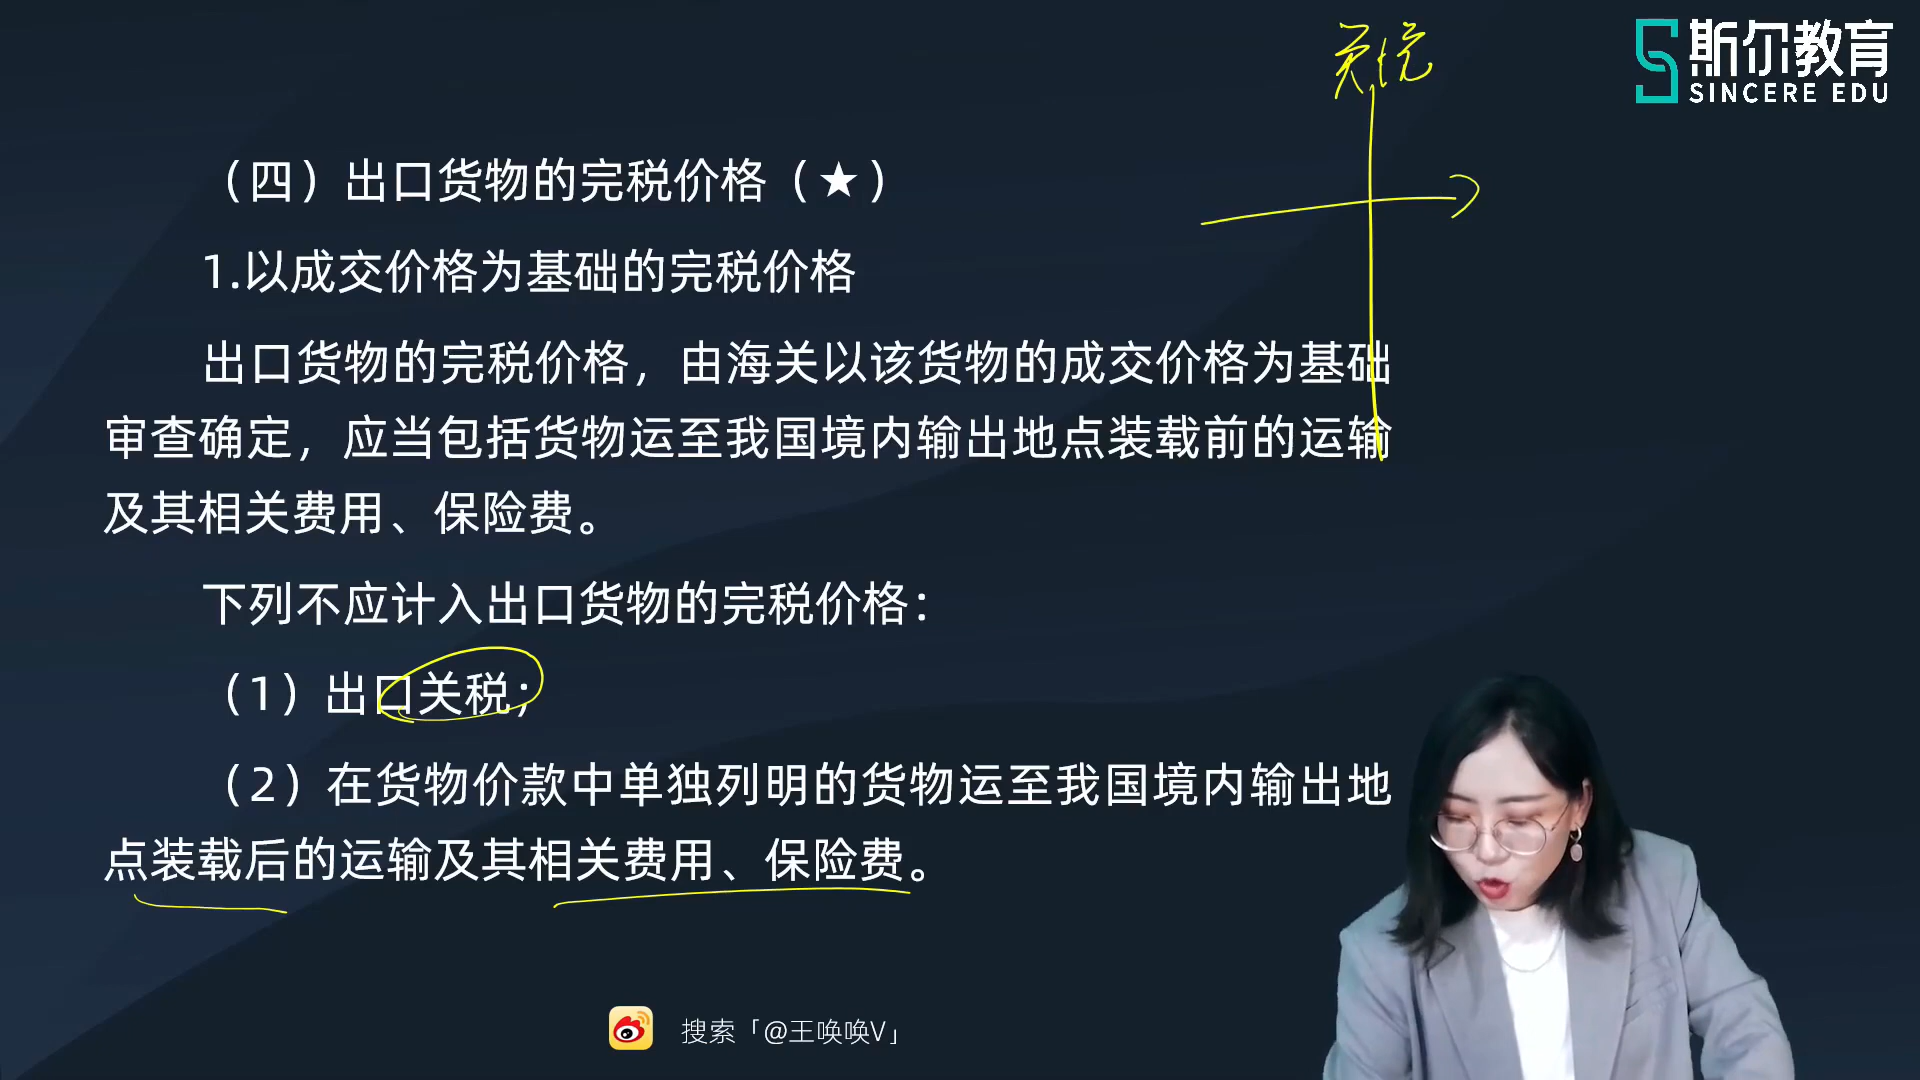 关境
斯尔教育
SINCERE EDU
（四）出口货物的完税价格（★）
1.以成交价格为基础的完税价格
出口货物的完税价格，由海关以该货物的成交价格为基础
审查确定，应当包括货物运至我国境内输出地点装载前的运输
及其相关费用、保险费。
下列不应计入出口货物的完税价格：
（1）出口关税；
（2）在货物价款中单独列明的货物运至我国境内输出地
点装载后的运输及其相关费用、保险费。
搜索「@王唤唤V」